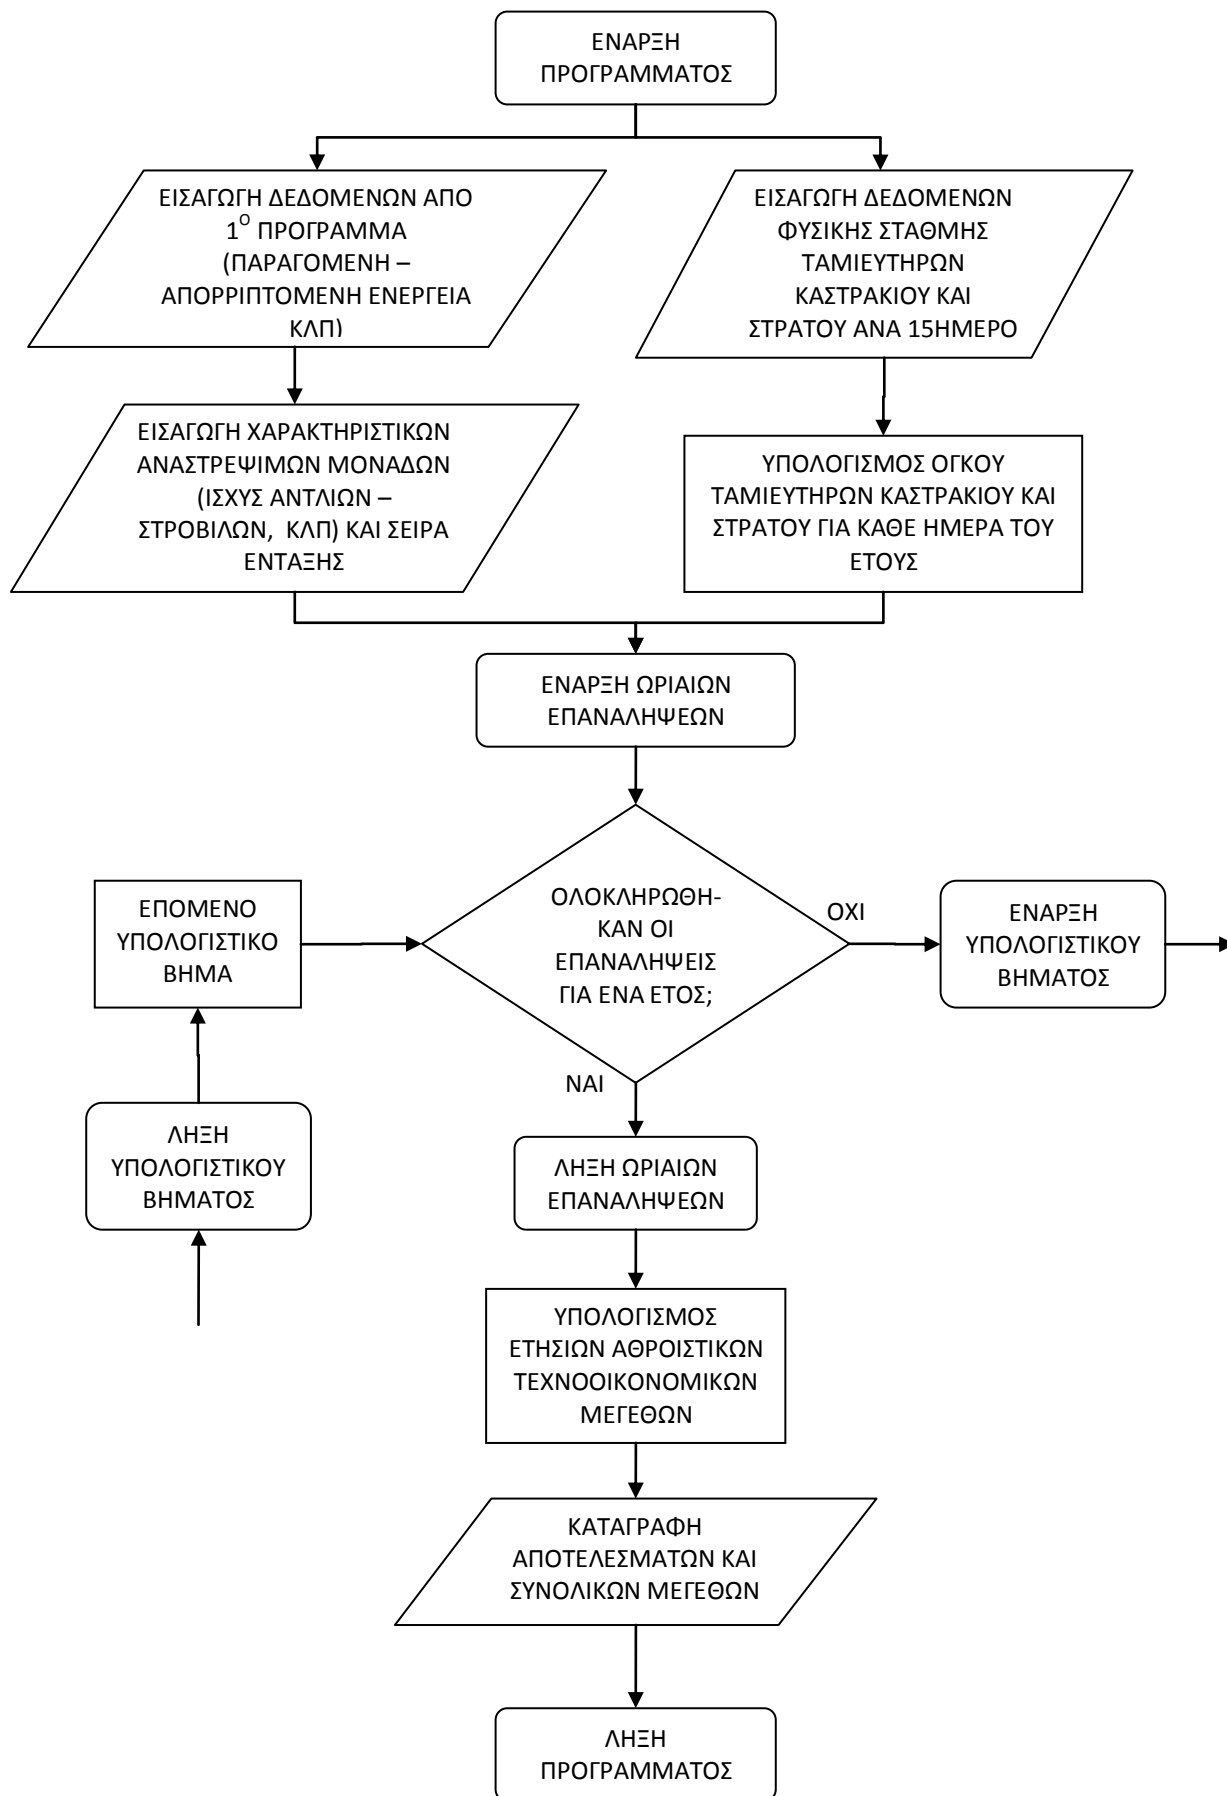 ΕΝΑΡΞΗ
ΠΡΟΓΡΑΜΜΑΤΟΣ
ΕΙΣΑΓΩΓΗ ΔΕΔΟΜΕΝΩΝ ΑΠΟ
1^Ο ΠΡΟΓΡΑΜΜΑ
(ΠΑΡΑΓΟΜΕΝΗ –
ΑΠΟΡΡΙΠΤΟΜΕΝΗ ΕΝΕΡΓΕΙΑ
ΚΛΠ)
ΕΙΣΑΓΩΓΗ ΔΕΔΟΜΕΝΩΝ
ΦΥΣΙΚΗΣ ΣΤΑΘΜΗΣ
ΤΑΜΙΕΥΤΗΡΩΝ
ΚΑΣΤΡΑΚΙΟΥ ΚΑΙ
ΣΤΡΑΤΟΥ ΑΝΑ 15ΗΜΕΡΟ
ΕΙΣΑΓΩΓΗ ΧΑΡΑΚΤΗΡΙΣΤΙΚΩΝ
ΑΝΑΣΤΡΕΨΙΜΩΝ ΜΟΝΑΔΩΝ
(ΙΣΧΥΣ ΑΝΤΛΙΩΝ –
ΣΤΡΟΒΙΛΩΝ, ΚΛΠ) ΚΑΙ ΣΕΙΡΑ
ΕΝΤΑΞΗΣ
ΥΠΟΛΟΓΙΣΜΟΣ ΟΓΚΟΥ
ΤΑΜΙΕΥΤΗΡΩΝ ΚΑΣΤΡΑΚΙΟΥ ΚΑΙ
ΣΤΡΑΤΟΥ ΓΙΑ ΚΑΘΕ ΗΜΕΡΑ ΤΟΥ
ΕΤΟΥΣ
ΕΝΑΡΞΗ ΩΡΙΑΙΩΝ
ΕΠΑΝΑΛΗΨΕΩΝ
ΕΠΟΜΕΝΟ
ΥΠΟΛΟΓΙΣΤΙΚΟ
ΒΗΜΑ
ΟΛΟΚΛΗΡΩΘΗ-
ΚΑΝ ΟΙ
ΕΠΑΝΑΛΗΨΕΙΣ
ΓΙΑ ΕΝΑ ΕΤΟΣ;
ΟΧΙ
ΕΝΑΡΞΗ
ΥΠΟΛΟΓΙΣΤΙΚΟΥ
ΒΗΜΑΤΟΣ
ΝΑΙ
ΛΗΞΗ
ΥΠΟΛΟΓΙΣΤΙΚΟΥ
ΒΗΜΑΤΟΣ
ΛΗΞΗ ΩΡΙΑΙΩΝ
ΕΠΑΝΑΛΗΨΕΩΝ
ΥΠΟΛΟΓΙΣΜΟΣ
ΕΤΗΣΙΩΝ ΑΘΡΟΙΣΤΙΚΩΝ
ΤΕΧΝΟΟΙΚΟΝΟΜΙΚΩΝ
ΜΕΓΕΘΩΝ
ΚΑΤΑΓΡΑΦΗ
ΑΠΟΤΕΛΕΣΜΑΤΩΝ ΚΑΙ
ΣΥΝΟΛΙΚΩΝ ΜΕΓΕΘΩΝ
ΛΗΞΗ
ΠΡΟΓΡΑΜΜΑΤΟΣ